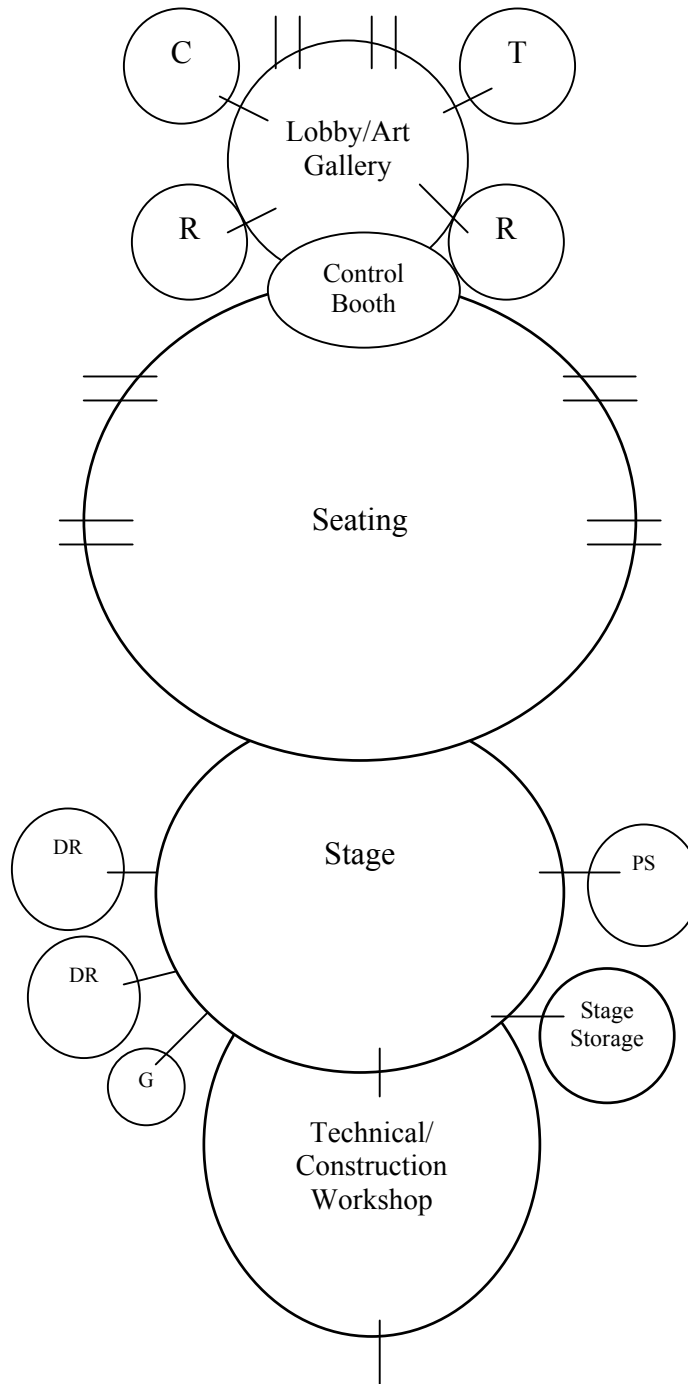 C
T
Lobby/Art
Gallery
R
R
Control
Booth
Seating
Stage
DR
PS
DR
Stage
Storage
G
Technical/
Construction
Workshop